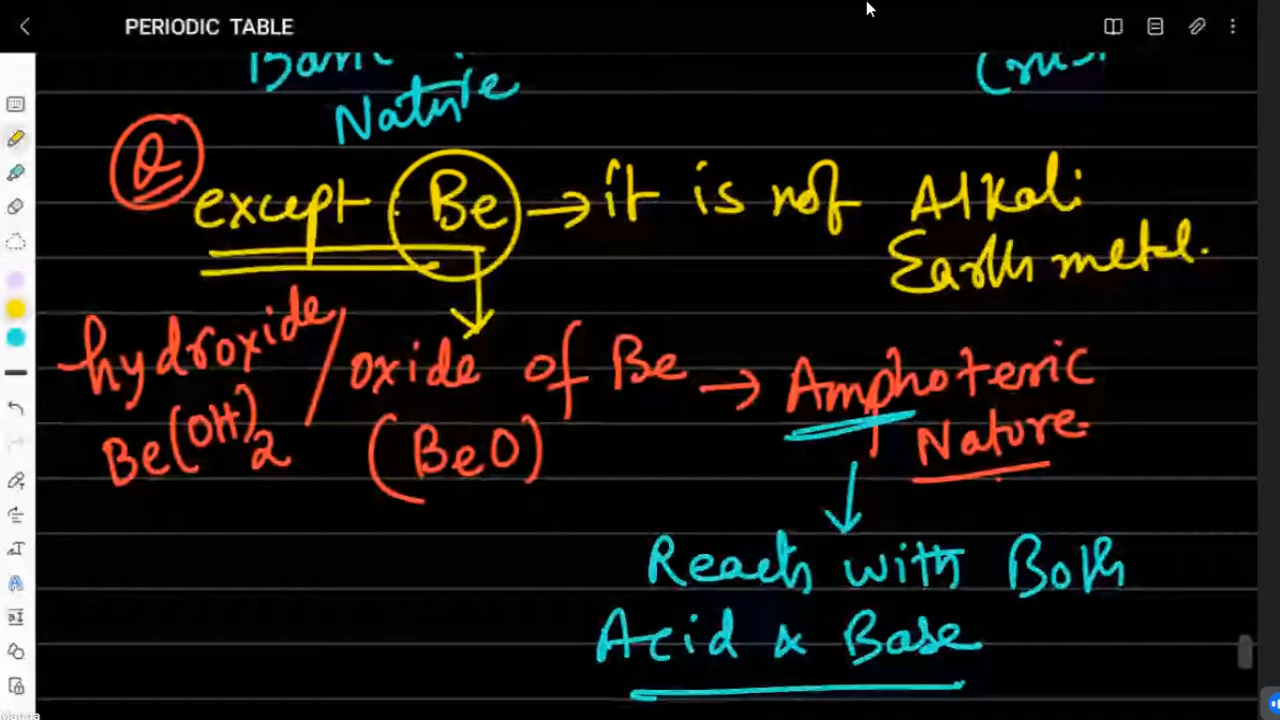 PERIODIC TABLE
Nature
Q
except Be → it is not Alkali
Earth metal.
hydroxide / oxide of Be → Amphoteric
Be(OH)2 (BeO) Nature
Reacts with Both
Acid & Base